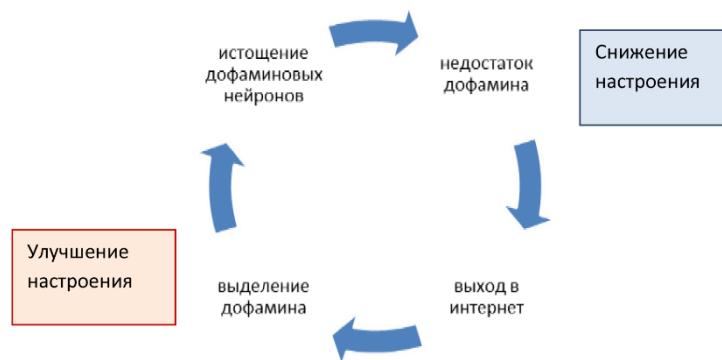 истощение
дофаминовых
нейронов
недостаток
дофамина
Снижение
настроения
выход в
интернет
выделение
дофамина
Улучшение
настроения